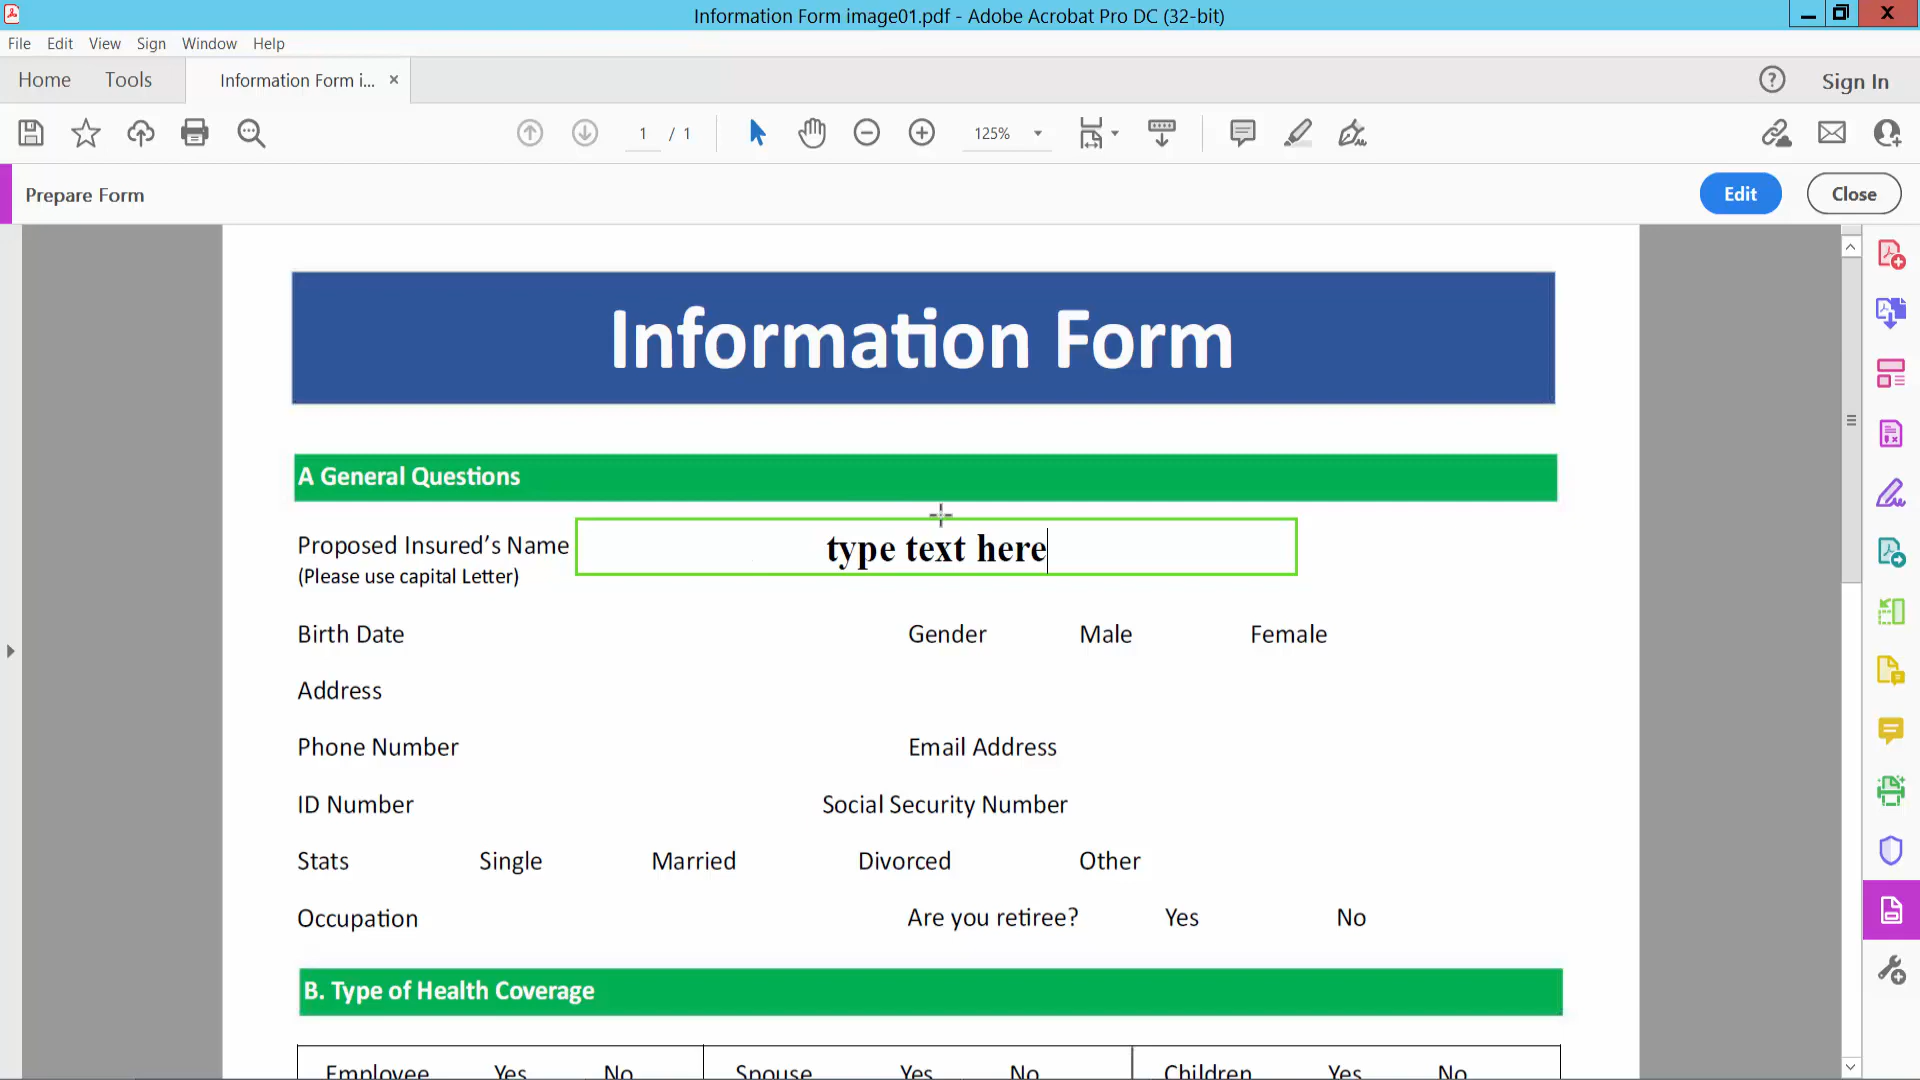 Information Form image01.pdf - Adobe Acrobat Pro DC (32-bit)
File Edit View Sign Window Help
Home Tools Information Form i... × ? Sign In
1 / 1 125%
Prepare Form Edit Close
Information Form
A General Questions
Proposed Insured’s Name type text here
(Please use capital Letter)
Birth Date Gender Male Female
Address
Phone Number Email Address
ID Number Social Security Number
Stats Single Married Divorced Other
Occupation Are you retiree? Yes No
B. Type of Health Coverage
Employee Yes No Spouse Yes No Children Yes No